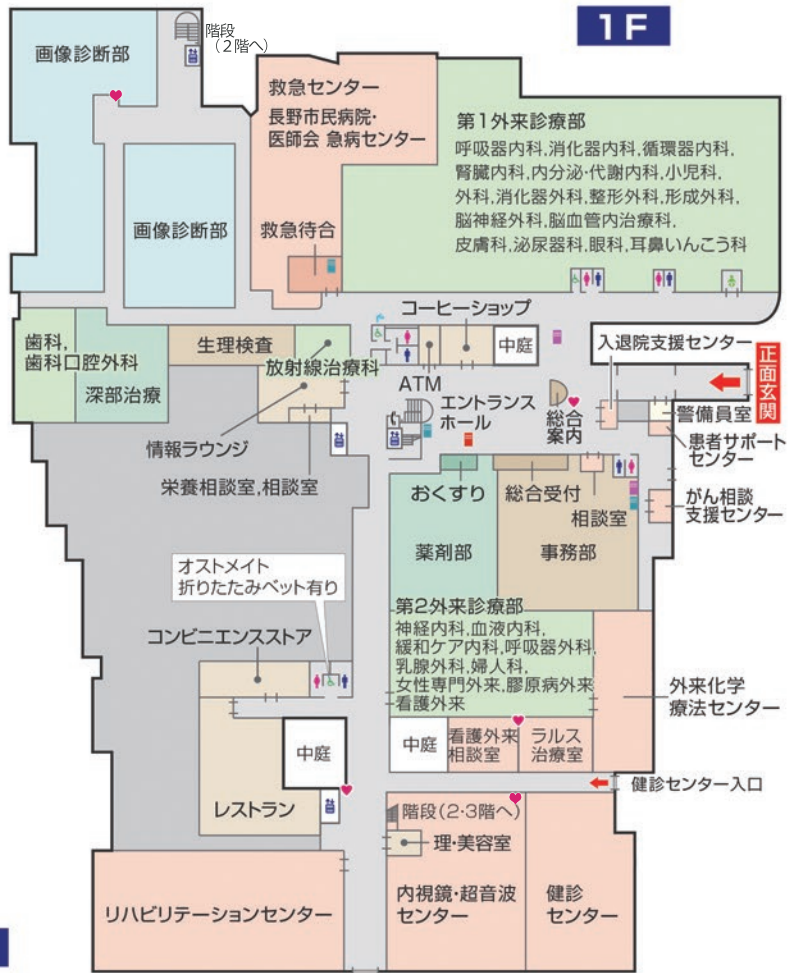 1F
階段
(2階へ)
画像診断部
救急センター
長野市民病院・
医師会 急病センター
第1外来診療部
呼吸器内科,消化器内科,循環器内科,
腎臓内科,内分泌・代謝内科,小児科,
外科,消化器外科,整形外科,形成外科,
脳神経外科,脳血管内治療科,
皮膚科,泌尿器科,眼科,耳鼻いんこう科
画像診断部
救急待合
コーヒーショップ
歯科,
歯科口腔外科
生理検査
中庭
入退院支援センター
正面玄関
放射線治療科
深部治療
ATM
エントランス
ホール
総合
案内
警備員室
患者サポート
センター
情報ラウンジ
栄養相談室,相談室
おくすり
総合受付
相談室
がん相談
支援センター
薬剤部
事務部
オストメイト
折りたたみベット有り
第2外来診療部
神経内科,血液内科,
緩和ケア内科,呼吸器外科,
乳腺外科,婦人科,
女性専門外来,膠原病外来
看護外来
コンビニエンスストア
外来化学
療法センター
中庭
中庭
看護外来
相談室
ラルス
治療室
健診センター入口
レストラン
階段(2・3階へ)
理・美容室
リハビリテーションセンター
内視鏡・超音波
センター
健診
センター